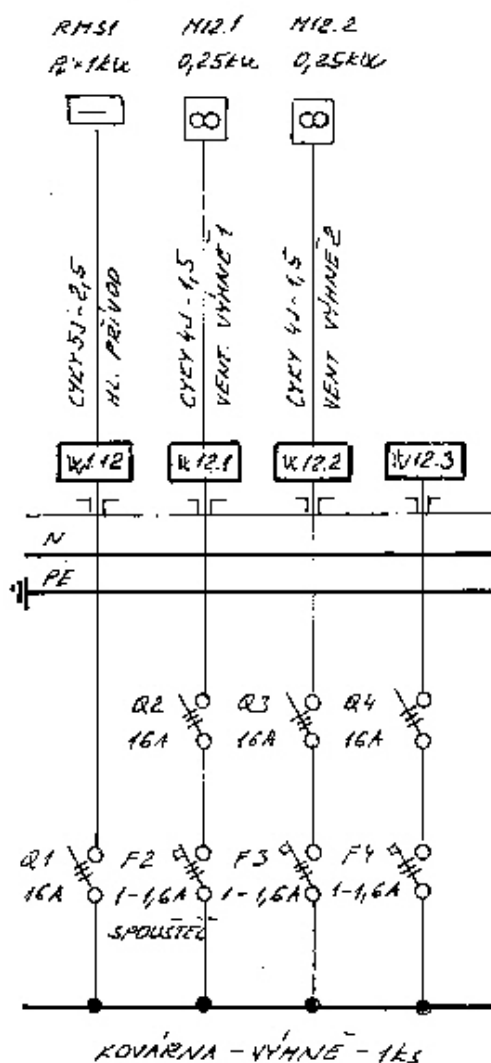 RMS1 M12.1 M12.2
0,25kW 0,25kW
CYKY 5J-2,5
HL. PŘÍVOD
CYKY 4J-1,5
VENT. VÝHNĚ 1
CYKY 4J-1,5
VENT VÝHNĚ 2
W1.12 W12.1 W12.2 W12.3
N
PE
Q2 Q3 Q4
16A 16A 16A
Q1 F2 F3 F4
16A 1-1,6A 1-1,6A 1-1,6A
SPOUŠTEČ
KOVÁRNA - VÝHNĚ - 1ks